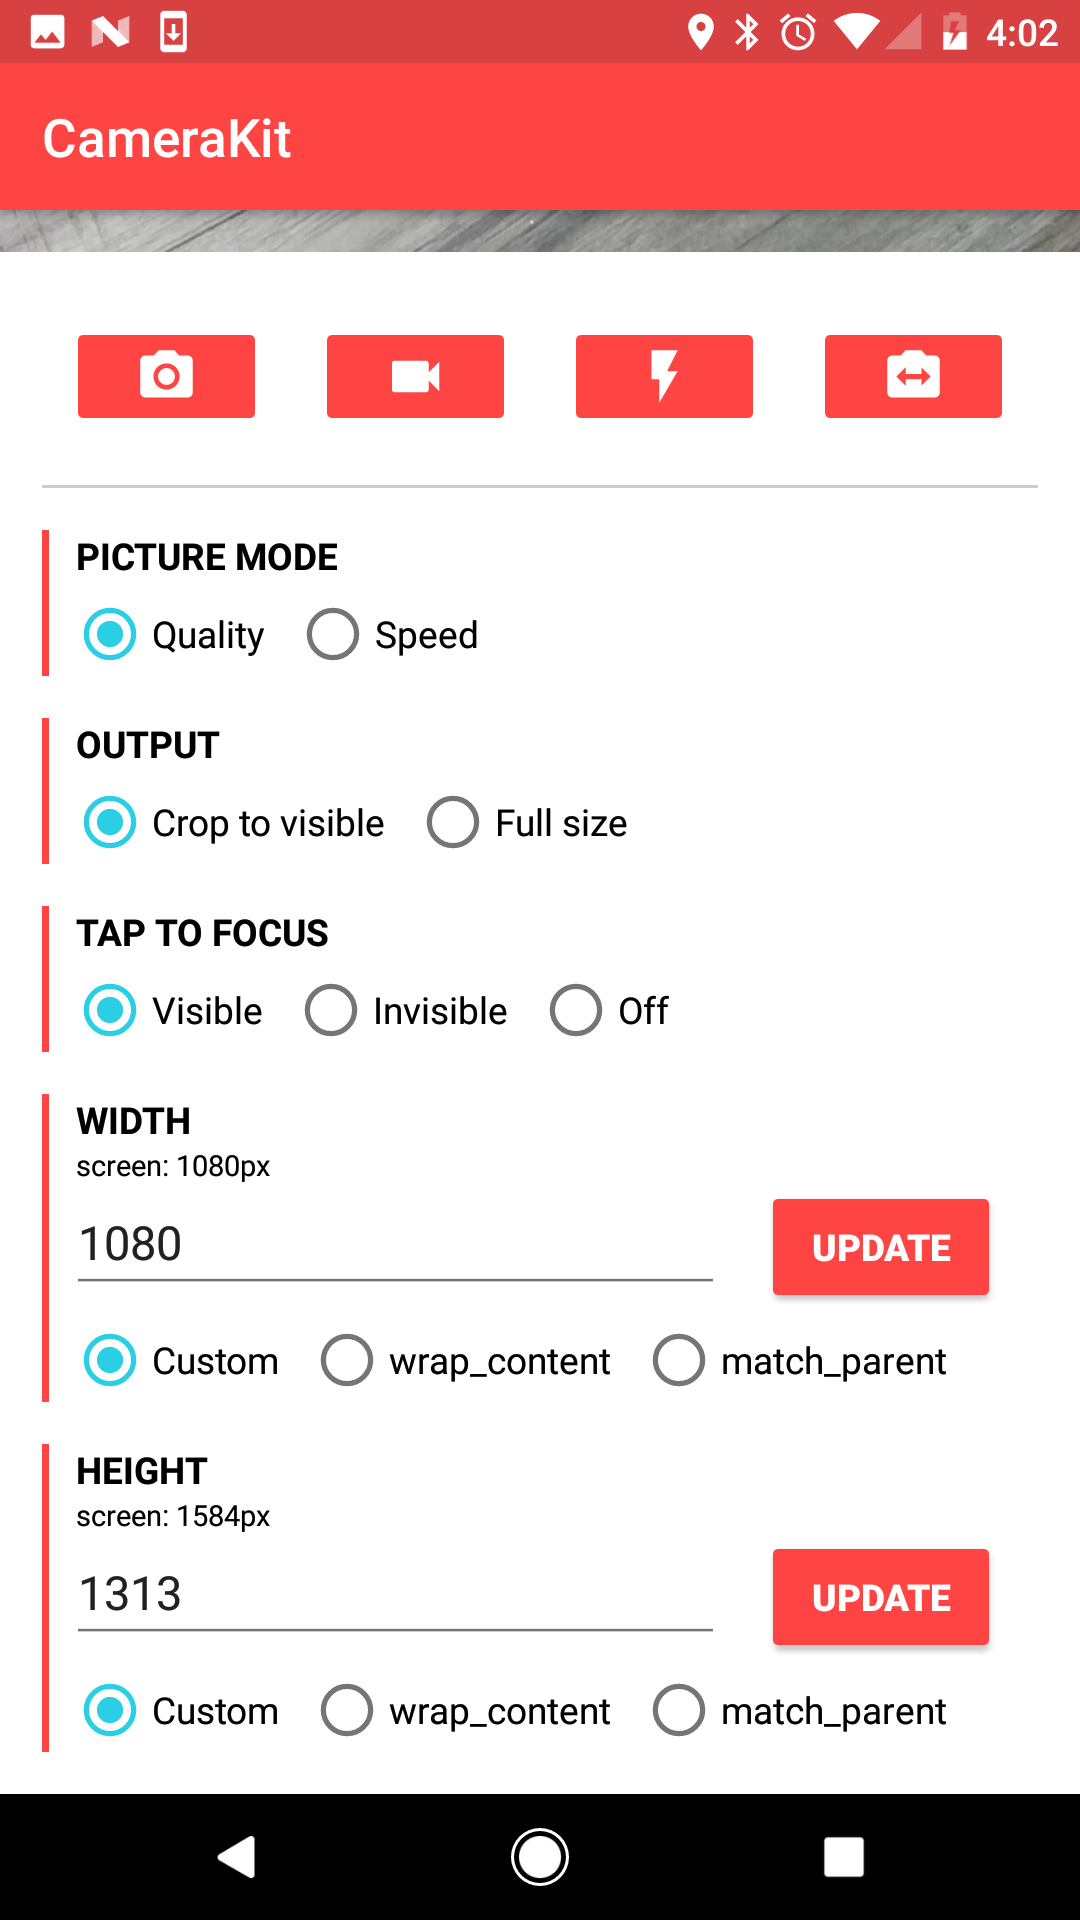 4:02
CameraKit
PICTURE MODE
Quality Speed
OUTPUT
Crop to visible Full size
TAP TO FOCUS
Visible Invisible Off
WIDTH
screen: 1080px
1080 UPDATE
Custom wrap_content match_parent
HEIGHT
screen: 1584px
1313 UPDATE
Custom wrap_content match_parent